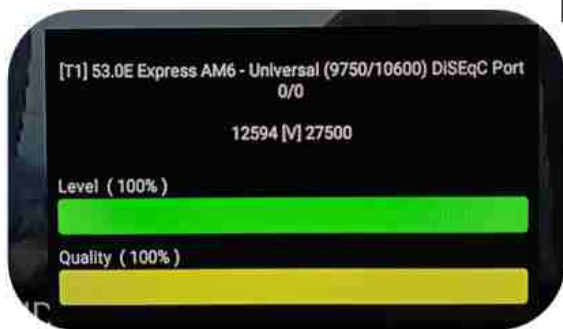 [T1] 53.0E Express AM6 - Universal (9750/10600) DiSEqC Port
0/0
12594 [V] 27500
Level ( 100% )
Quality ( 100% )